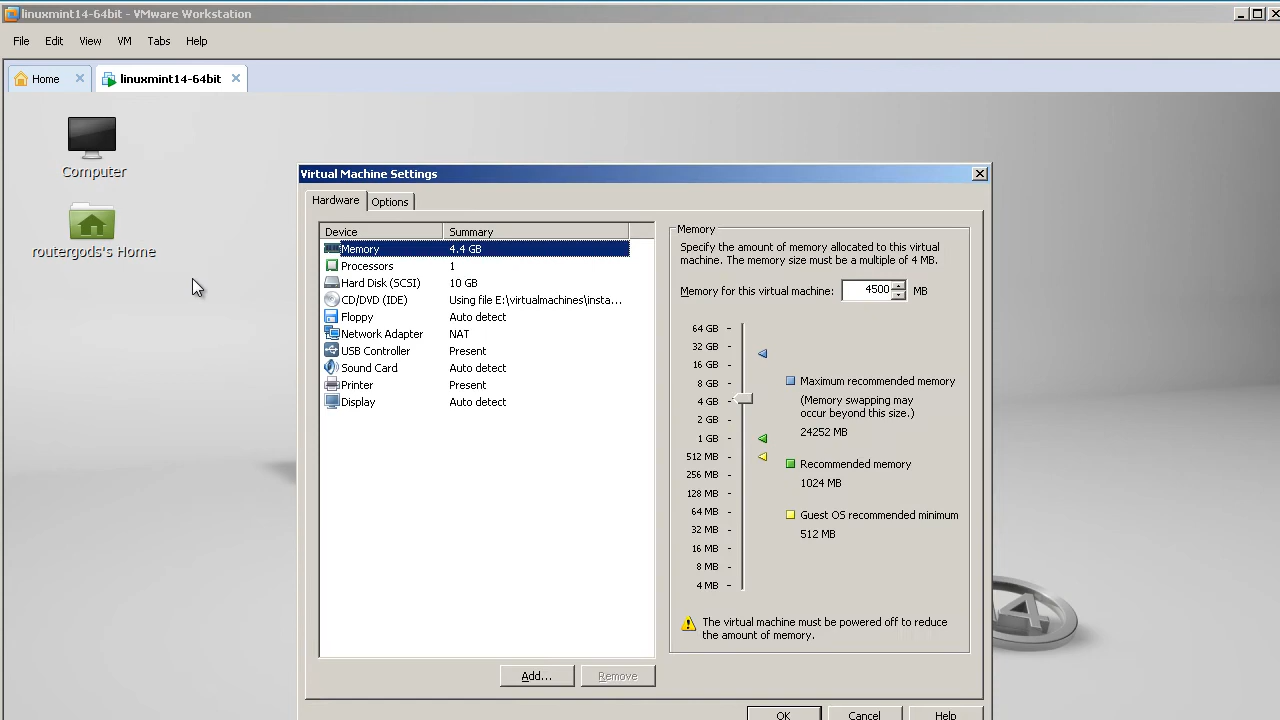 linuxmint14-64bit - VMware Workstation
File Edit View VM Tabs Help
Home linuxmint14-64bit
Computer
routergods's Home
Virtual Machine Settings
Hardware Options
Device Summary
Memory 4.4 GB
Processors 1
Hard Disk (SCSI) 10 GB
CD/DVD (IDE) Using file E:\virtualmachines\insta...
Floppy Auto detect
Network Adapter NAT
USB Controller Present
Sound Card Auto detect
Printer Present
Display Auto detect
Add... Remove
Memory
Specify the amount of memory allocated to this virtual
machine. The memory size must be a multiple of 4 MB.
Memory for this virtual machine: 4500 MB
64 GB
32 GB
16 GB
8 GB
4 GB
2 GB
1 GB
512 MB
256 MB
128 MB
64 MB
32 MB
16 MB
8 MB
4 MB
Maximum recommended memory
(Memory swapping may
occur beyond this size.)
24252 MB
Recommended memory
1024 MB
Guest OS recommended minimum
512 MB
The virtual machine must be powered off to reduce
the amount of memory.
OK Cancel Help